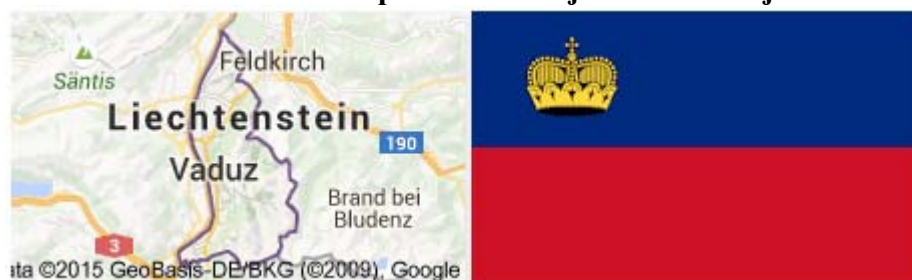 Feldkirch
Säntis
Liechtenstein
190
Vaduz
Brand bei
Bludenz
3
ata ©2015 GeoBasis-DE/BKG (©2009), Google